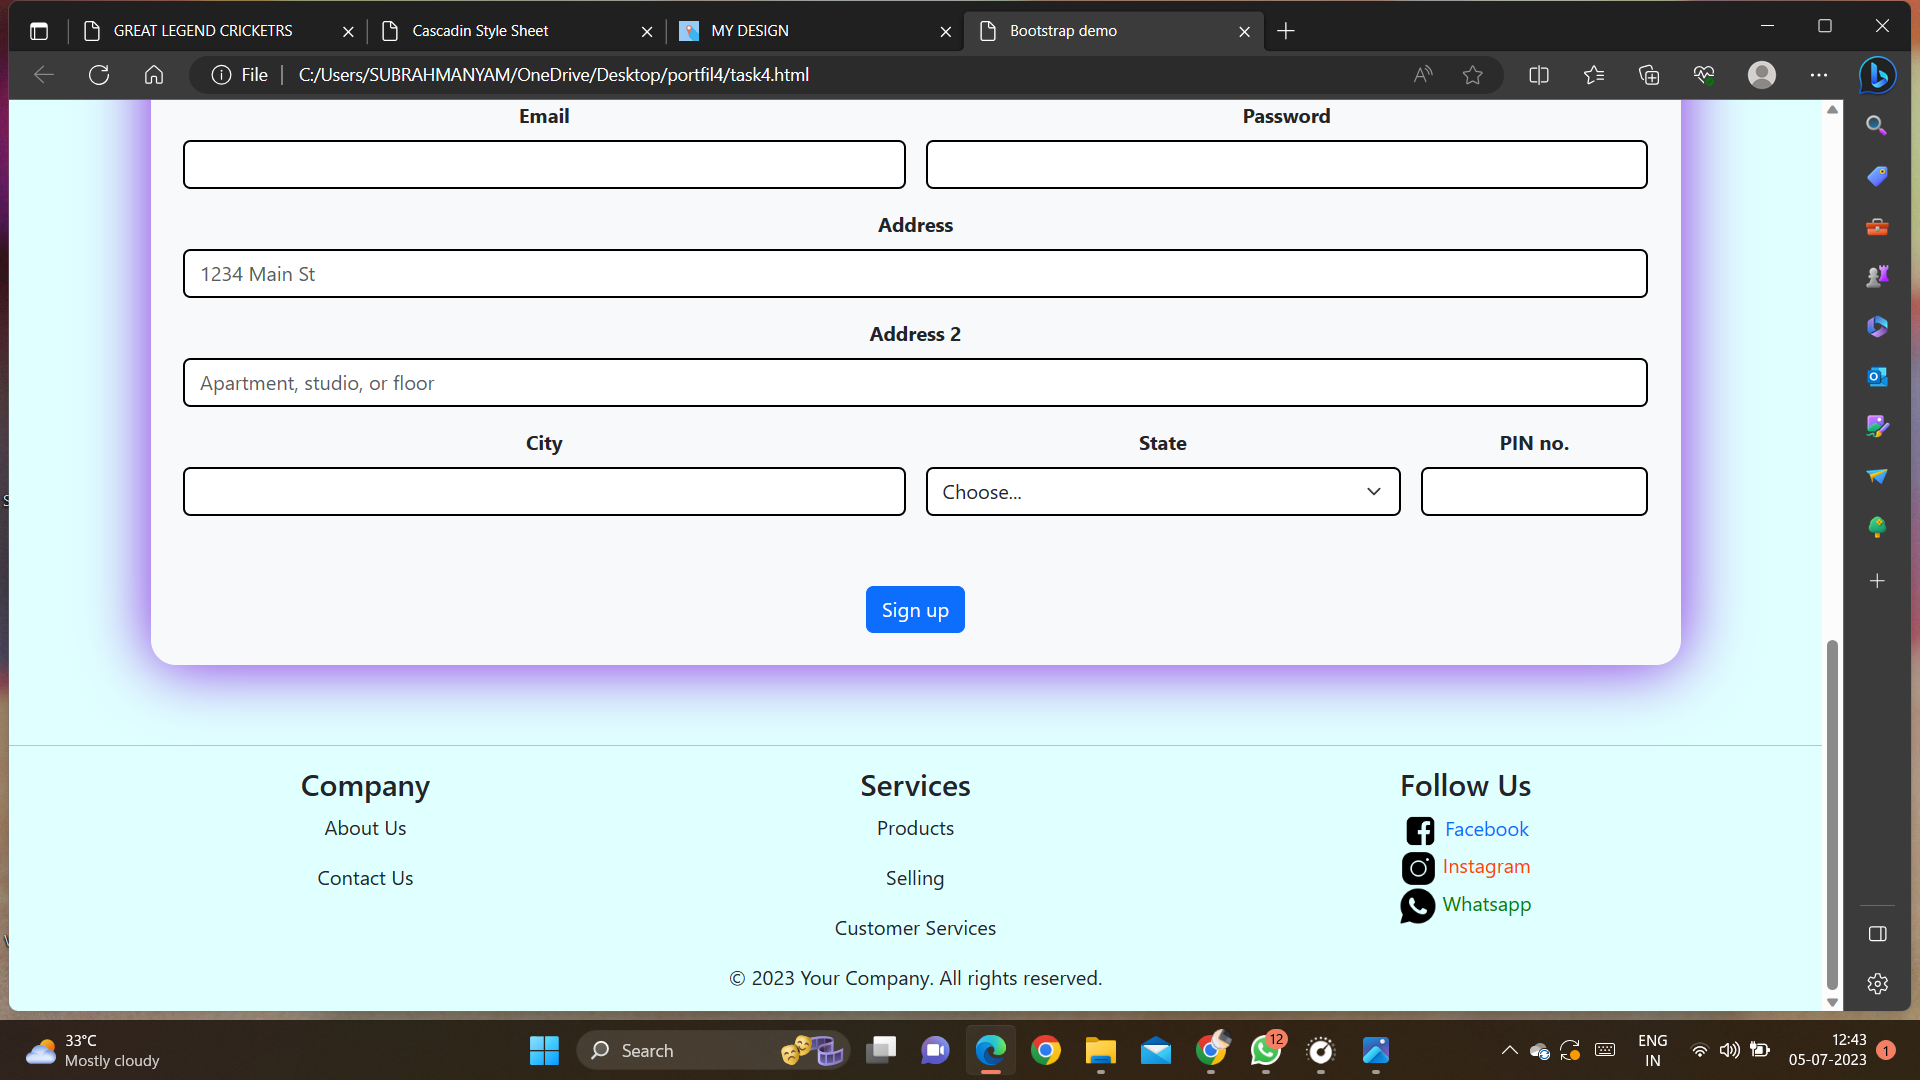 GREAT LEGEND CRICKETRS
Cascadin Style Sheet
MY DESIGN
Bootstrap demo
File
C:/Users/SUBRAHMANYAM/OneDrive/Desktop/portfil4/task4.html
Email Password
Address
1234 Main St
Address 2
Apartment, studio, or floor
City State PIN no.
Choose...
Sign up
Company
About Us
Contact Us
Services
Products
Selling
Customer Services
Follow Us
Facebook
Instagram
Whatsapp
© 2023 Your Company. All rights reserved.
33°C
Mostly cloudy
Search
12
ENG
IN
12:43
05-07-2023
1